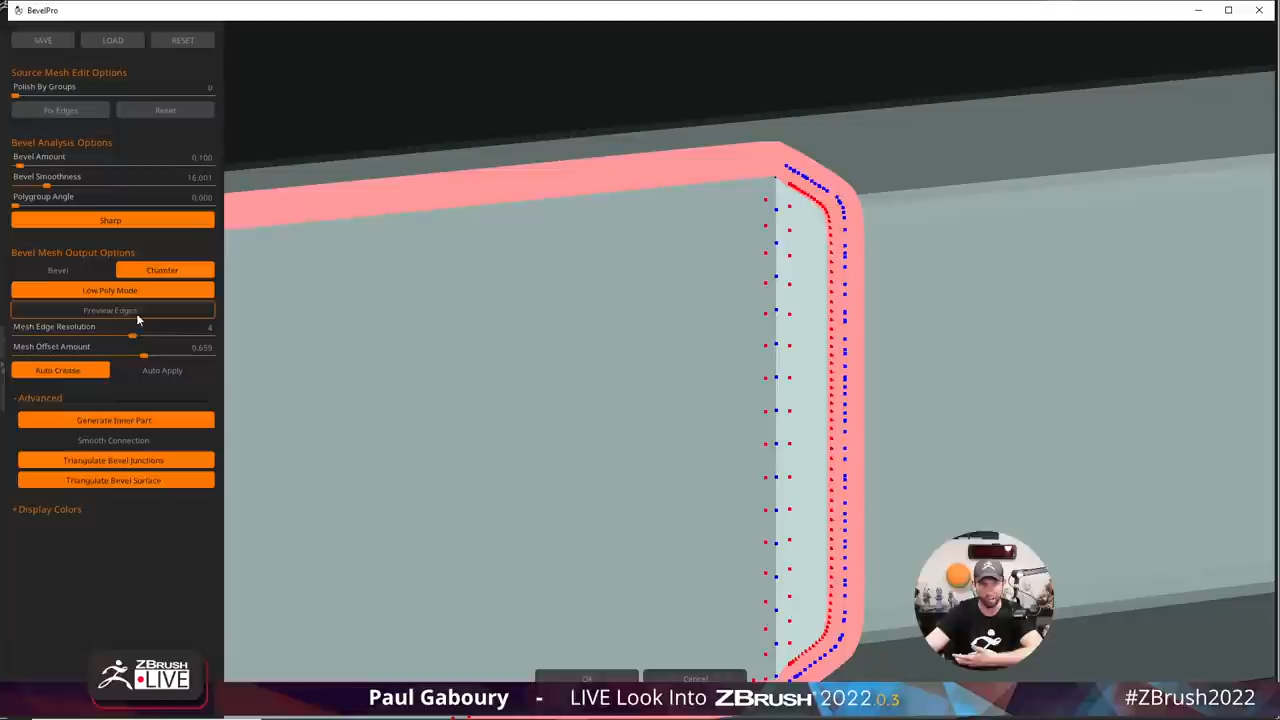 BevelPro
SAVE LOAD RESET
Source Mesh Edit Options
Polish By Groups 0
Fix Edges Reset
Bevel Analysis Options
Bevel Amount 0.100
Bevel Smoothness 16.001
Polygroup Angle 0.000
Sharp
Bevel Mesh Output Options
Bevel Chamfer
Low Poly Mode
Preview Edges
Mesh Edge Resolution 4
Mesh Offset Amount 0.659
Auto Crease Auto Apply
- Advanced
Generate Inner Part
Smooth Connection
Triangulate Bevel Junctions
Triangulate Bevel Surface
+ Display Colors
Ok Cancel
ZBRUSH
LIVE
Paul Gaboury - LIVE Look Into ZBRUSH 2022 0.3 #ZBrush2022